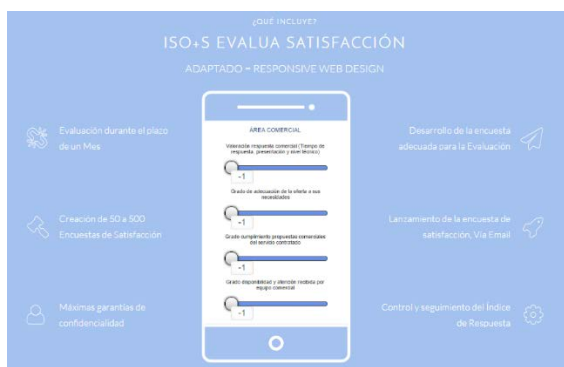 ¿QUÉ INCLUYE?
ISO+S EVALUA SATISFACCIÓN
ADAPTADO ~ RESPONSIVE WEB DESIGN
Evaluación durante el plazo
de un Mes
Creación de 50 a 500
Encuestas de Satisfacción
Máximas garantías de
confidencialidad
ÁREA COMERCIAL
Valoración respuesta comercial (Tiempo de
respuesta, presentación y nivel técnico)
-1
Grado de adecuación de la oferta a sus
necesidades
-1
Grado cumplimiento propuestas comerciales
del servicio contratado
-1
Grado disponibilidad y atención recibida por
equipo comercial
-1
Desarrollo de la encuesta
adecuada para la Evaluación
Lanzamiento de la encuesta de
satisfacción, Vía Email
Control y seguimiento del Índice
de Respuesta